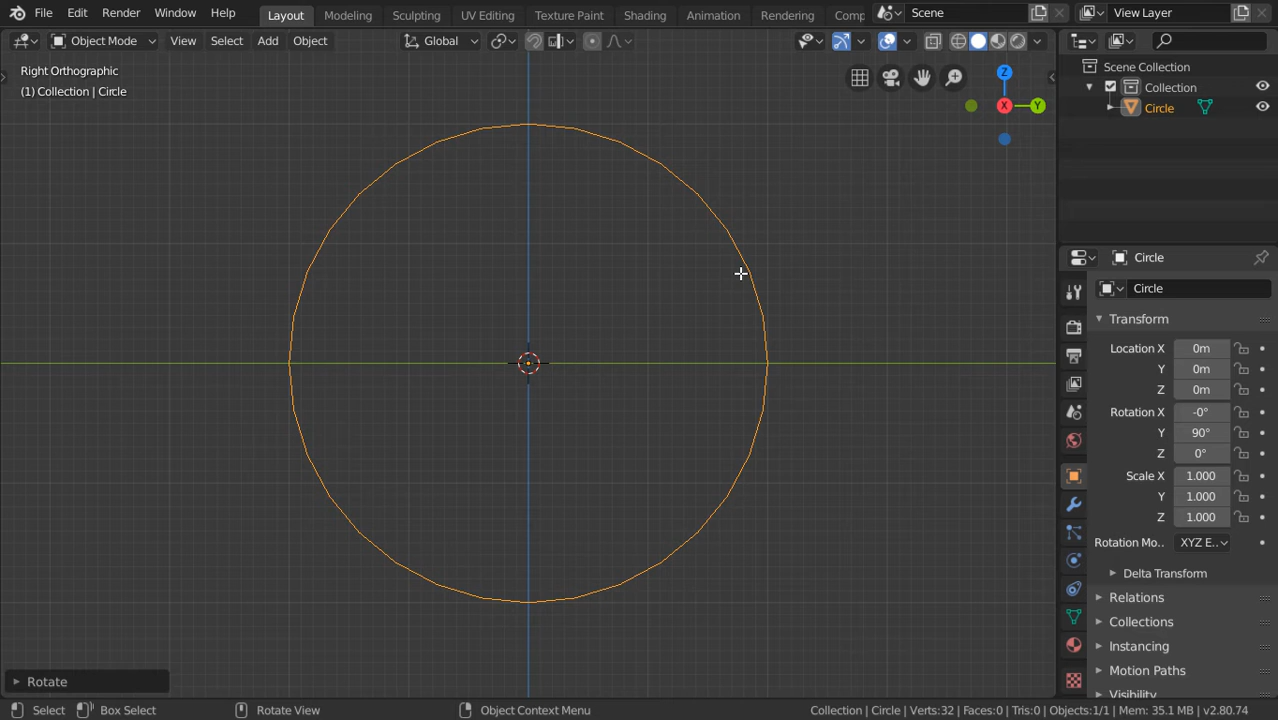 File Edit Render Window Help Layout Modeling Sculpting UV Editing Texture Paint Shading Animation Rendering Comp Scene View Layer
Object Mode View Select Add Object Global
Right Orthographic
(1) Collection | Circle
Z
X
Y
Scene Collection
Collection
Circle
Circle
Circle
Transform
Location X 0m
Y 0m
Z 0m
Rotation X -0°
Y 90°
Z 0°
Scale X 1.000
Y 1.000
Z 1.000
Rotation Mo.. XYZ E..
Delta Transform
Relations
Collections
Instancing
Motion Paths
Visibility
Rotate
Select Box Select Rotate View Object Context Menu Collection | Circle | Verts:32 | Faces:0 | Tris:0 | Objects:1/1 | Mem: 35.1 MB | v2.80.74